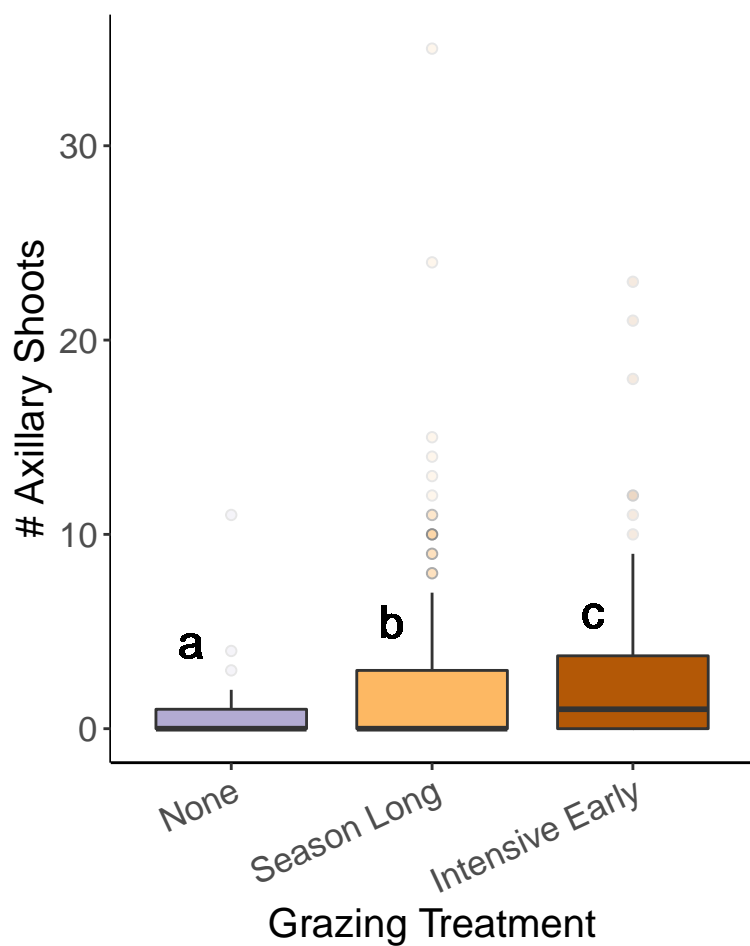 # Axillary Shoots
30
20
10
0
a
b
c
None
Season Long
Intensive Early
Grazing Treatment